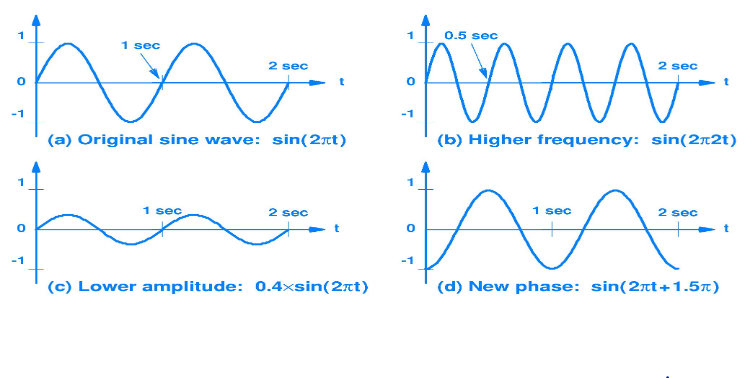 1
0
-1
1 sec
2 sec
t
(a) Original sine wave: sin(2πt)
1
0
-1
0.5 sec
2 sec
t
(b) Higher frequency: sin(2π2t)
1
0
-1
1 sec
2 sec
t
(c) Lower amplitude: 0.4×sin(2πt)
1
0
-1
1 sec
2 sec
t
(d) New phase: sin(2πt+1.5π)